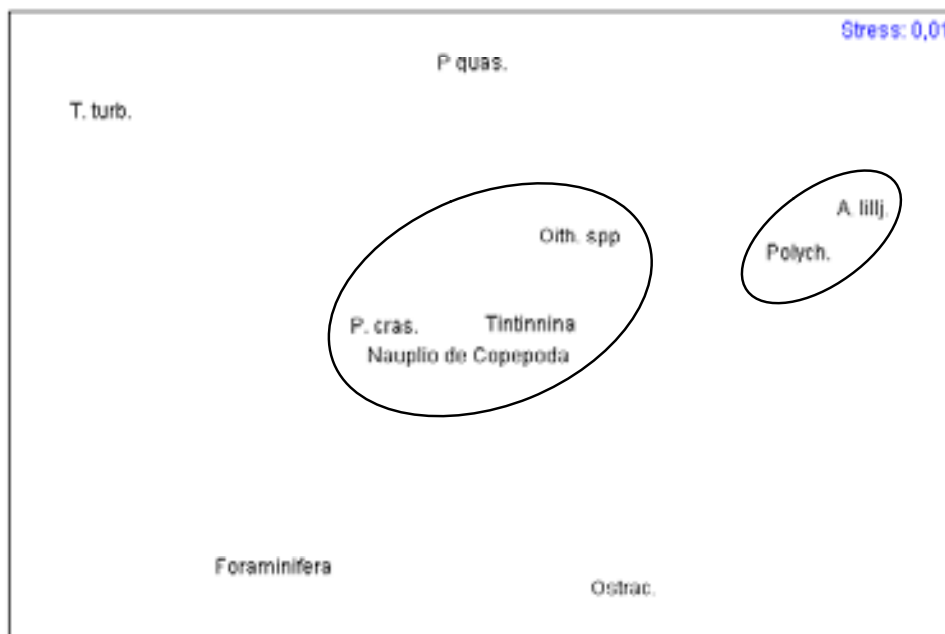 Stress: 0,01
P quas.
T. turb.
A. lillj.
Oith. spp
Polych.
P. cras.
Tintinnina
Nauplio de Copepoda
Foraminifera
Ostrac.